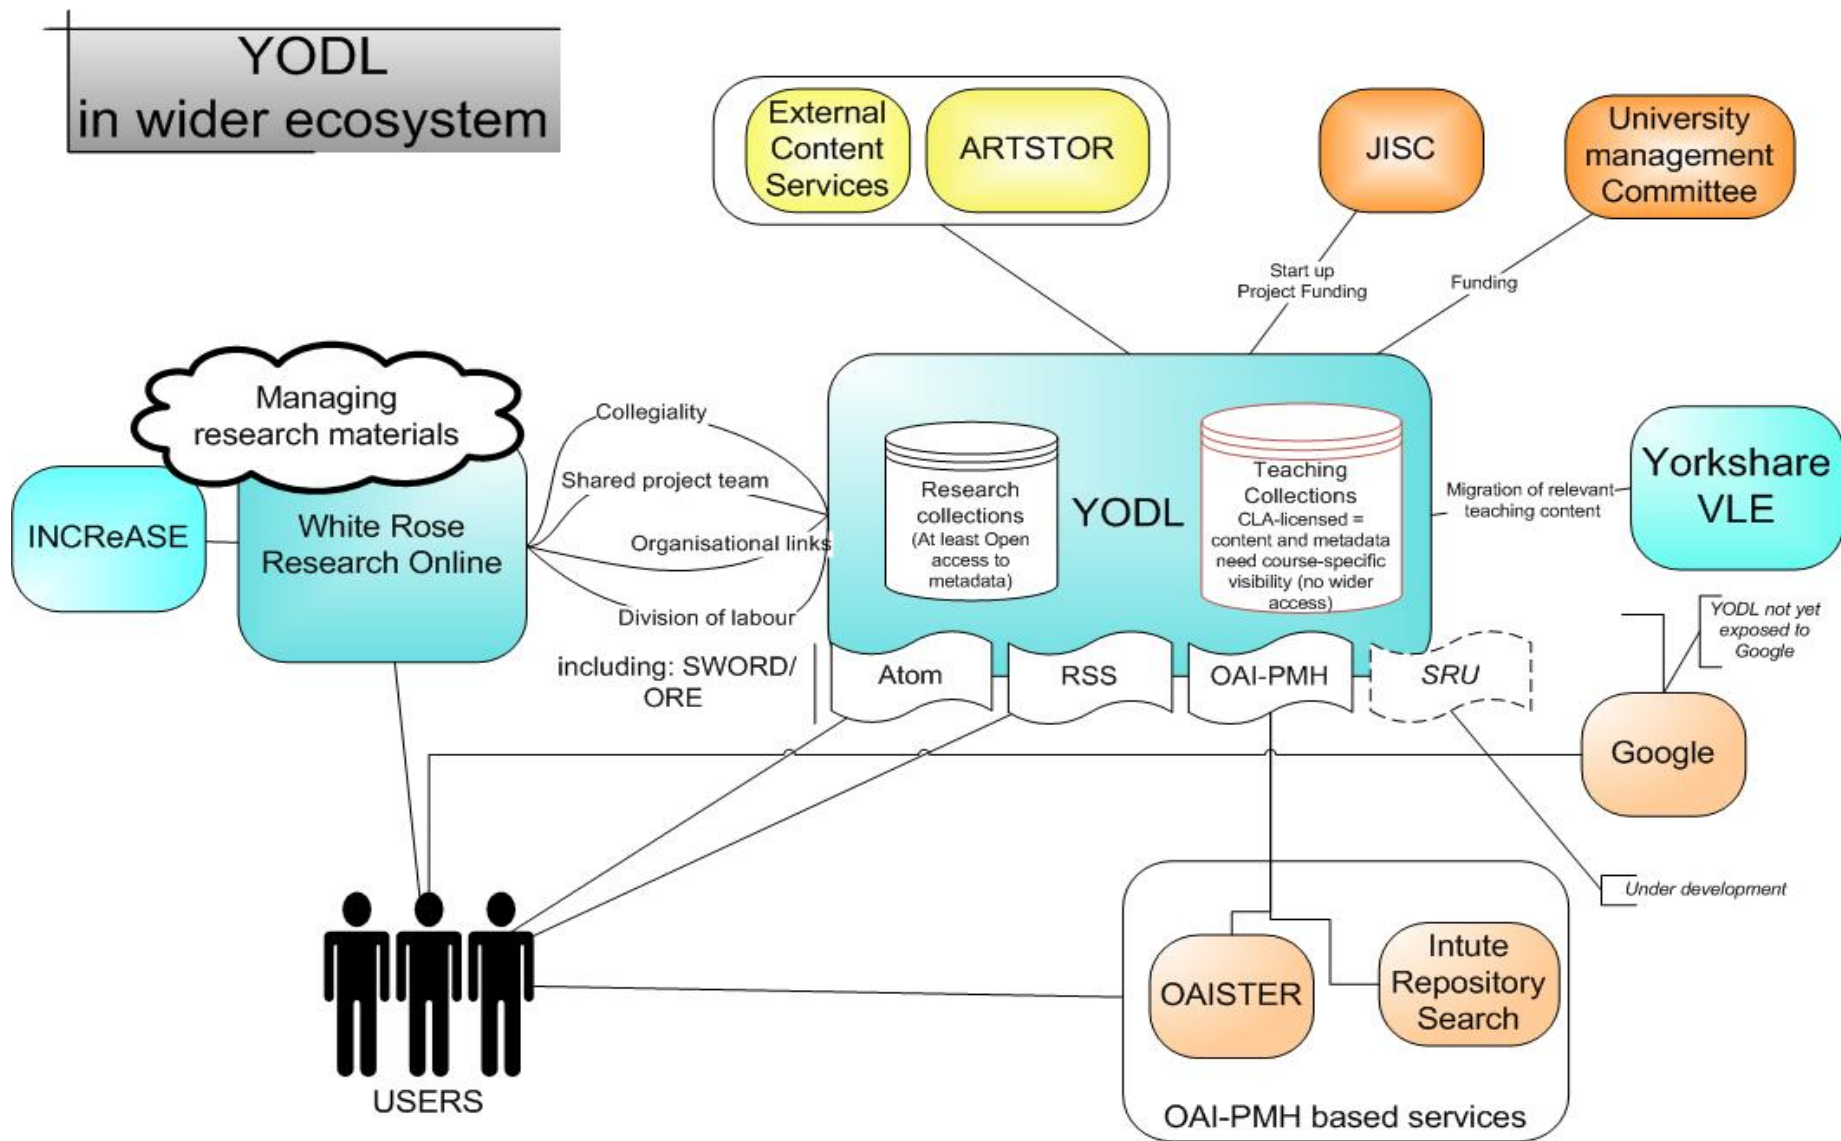 YODL
in wider ecosystem
External
Content
Services
ARTSTOR
JISC
University
management
Committee
Start up
Project Funding
Funding
Managing
research materials
INCReASE
White Rose
Research Online
Collegiality
Shared project team
Organisational links
Division of labour
Research
collections
(At least Open
access to
metadata)
YODL
Teaching
Collections
CLA-licensed =
content and metadata
need course-specific
visibility (no wider
access)
Migration of relevant
teaching content
Yorkshare
VLE
including: SWORD/
ORE
Atom
RSS
OAI-PMH
SRU
YODL not yet
exposed to
Google
Google
Under development
OAISTER
Intute
Repository
Search
OAI-PMH based services
USERS